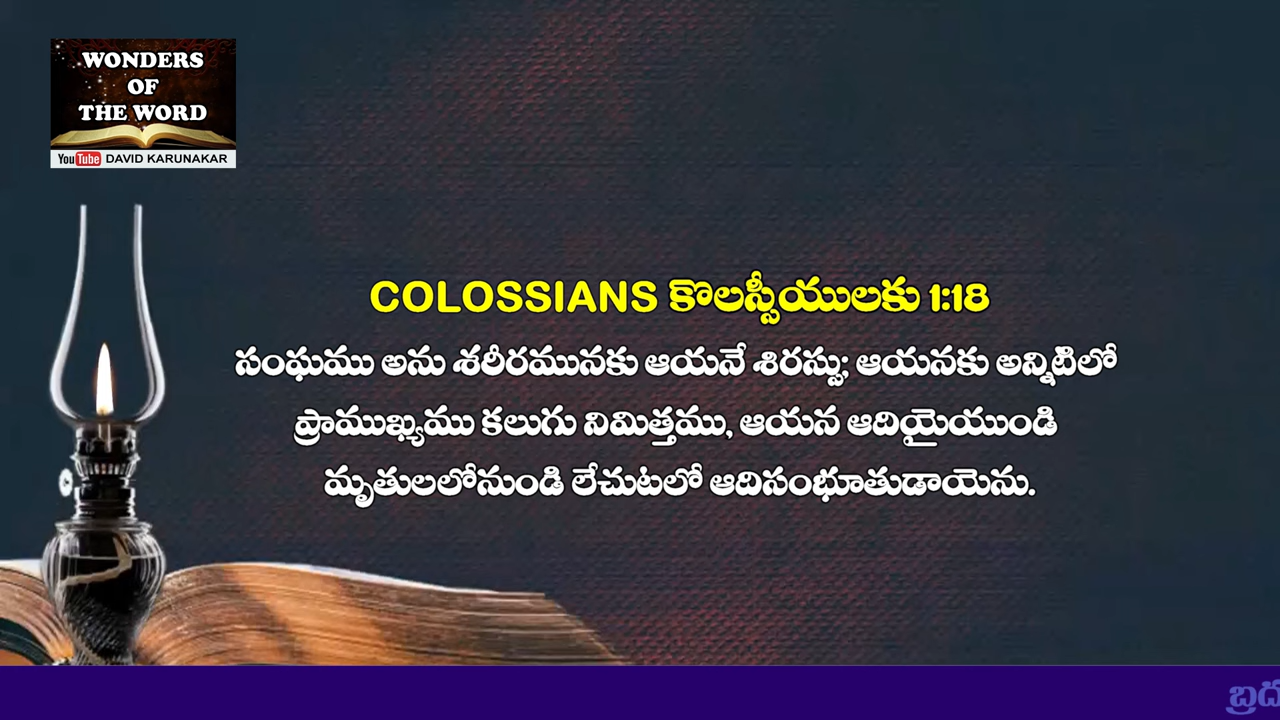 WONDERS
OF
THE WORD
YouTube DAVID KARUNAKAR
COLOSSIANS కొలస్సీయులకు 1:18
సంఘము అను శరీరమునకు ఆయనే శిరస్సు; ఆయనకు అన్నిటిలో
ప్రాముఖ్యము కలుగు నిమిత్తము, ఆయన ఆదియైయుండి
మృతులలోనుండి లేచుటలో ఆదిసంభూతుడాయెను.